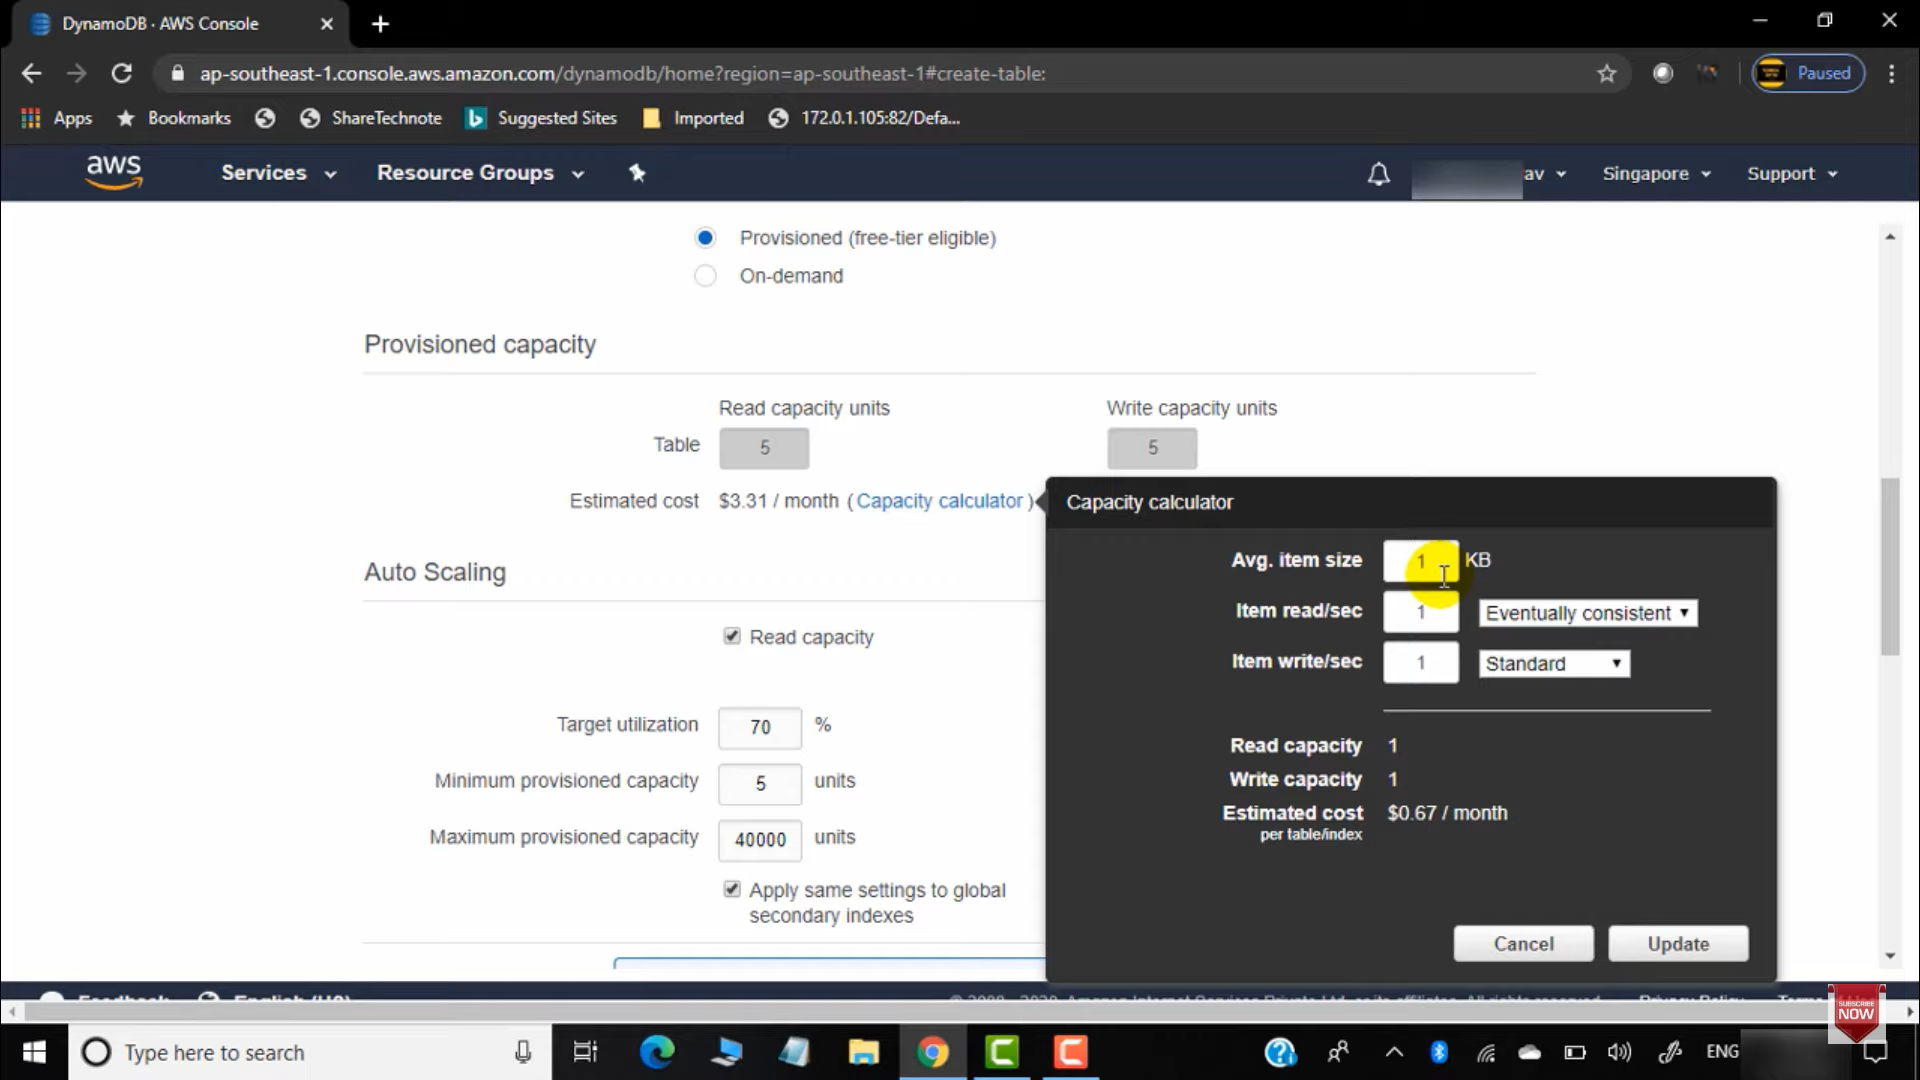 DynamoDB · AWS Console
ap-southeast-1.console.aws.amazon.com/dynamodb/home?region=ap-southeast-1#create-table:
Paused
Apps
Bookmarks
ShareTechnote
Suggested Sites
Imported
172.0.1.105:82/Defa...
aws
Services
Resource Groups
av
Singapore
Support
Provisioned (free-tier eligible)
On-demand
Provisioned capacity
Read capacity units
Write capacity units
Table
5
5
Estimated cost
$3.31 / month ( Capacity calculator )
Capacity calculator
Avg. item size
1
KB
Item read/sec
1
Eventually consistent
Item write/sec
1
Standard
Read capacity
1
Write capacity
1
Estimated cost
$0.67 / month
per table/index
Cancel
Update
Auto Scaling
Read capacity
Target utilization
70
%
Minimum provisioned capacity
5
units
Maximum provisioned capacity
40000
units
Apply same settings to global
secondary indexes
Feedback
English (US)
SUBSCRIBE
NOW
Type here to search
ENG